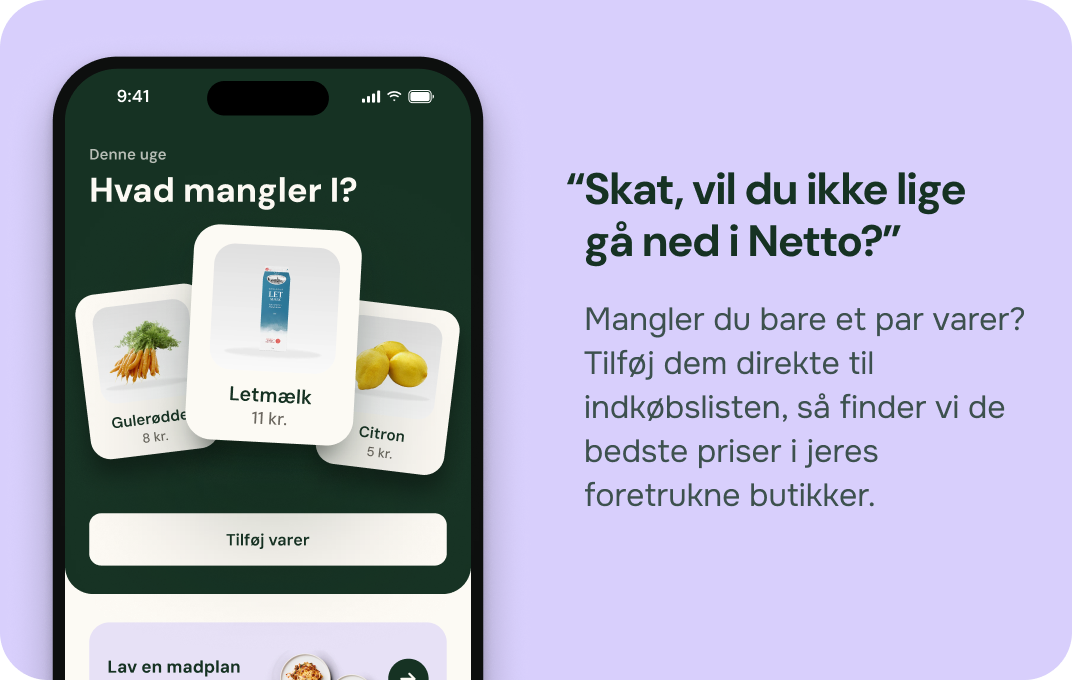 9:41
Denne uge
Hvad mangler I?
LET
Letmælk
11 kr.
Gulerødde
8 kr.
Citron
5 kr.
Tilføj varer
Lav en madplan
“Skat, vil du ikke lige
gå ned i Netto?”
Mangler du bare et par varer?
Tilføj dem direkte til
indkøbslisten, så finder vi de
bedste priser i jeres
foretrukne butikker.